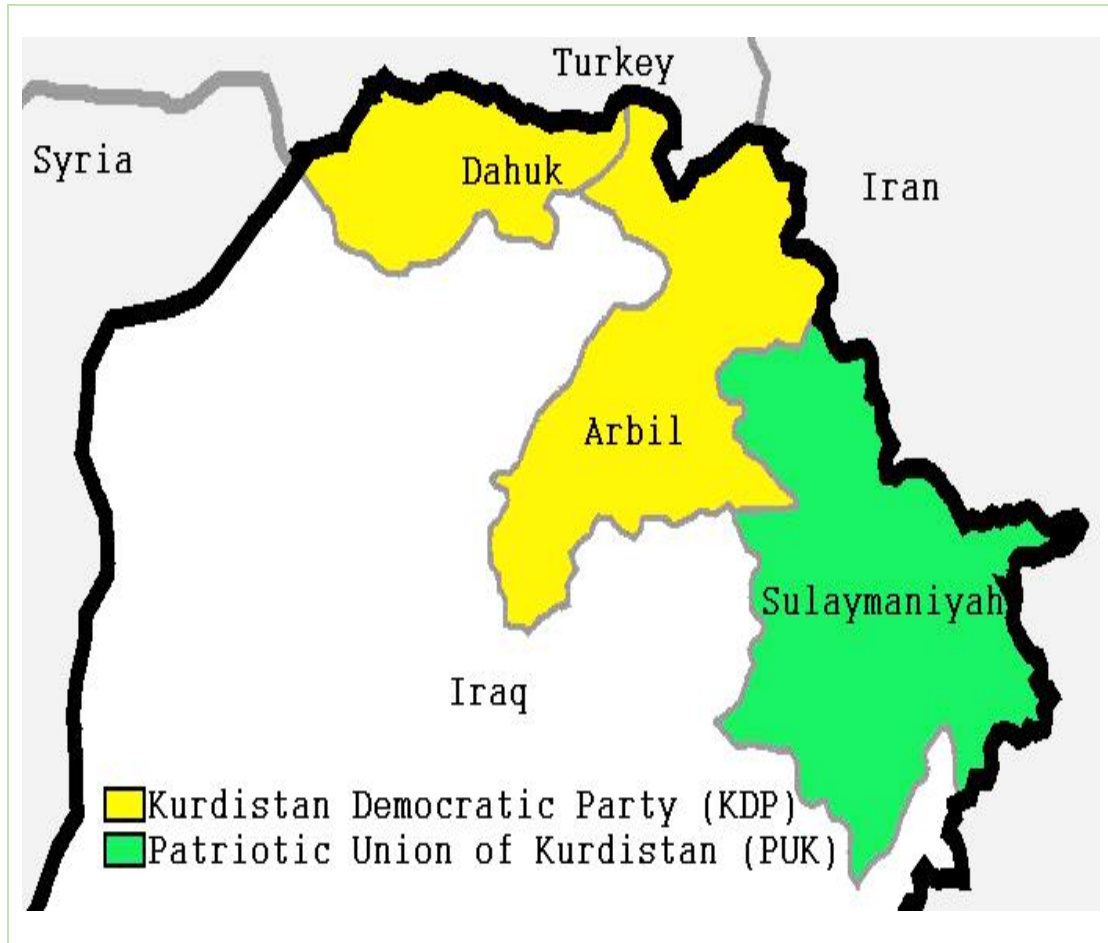 Turkey
Syria
Dahuk
Iran
Arbil
Sulaymaniyah
Iraq
Kurdistan Democratic Party (KDP)
Patriotic Union of Kurdistan (PUK)